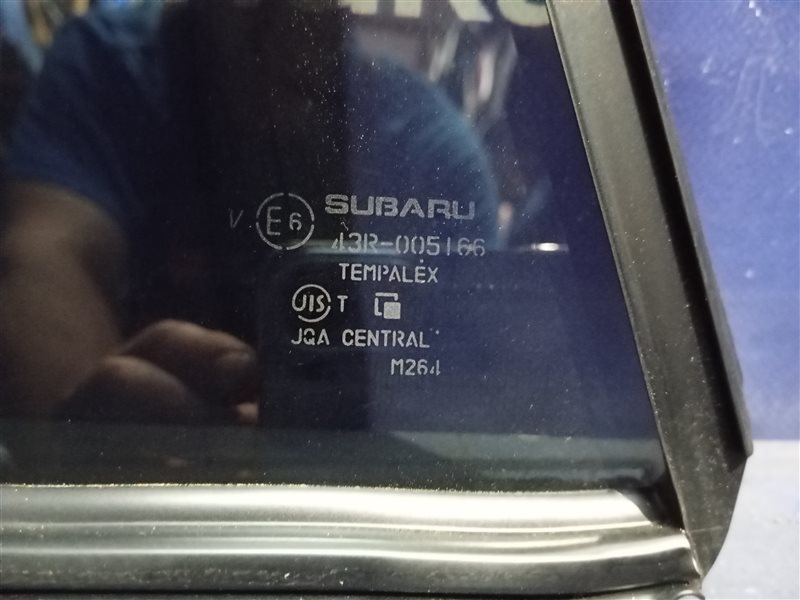 SUBARU
V E6 43R-005166
TEMPALEX
JIS T
JQA CENTRAL
M264